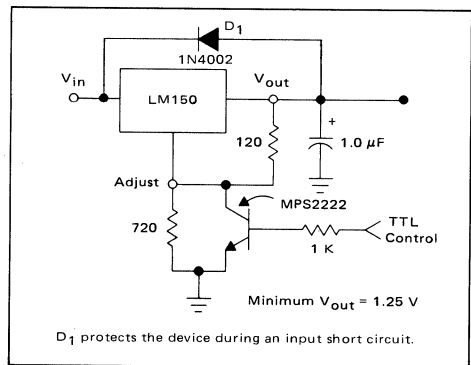 D1
1N4002
Vin
Vout
LM150
+
120
1.0 µF
Adjust
MPS2222
720
1 K
TTL
Control
Minimum Vout = 1.25 V
D1 protects the device during an input short circuit.